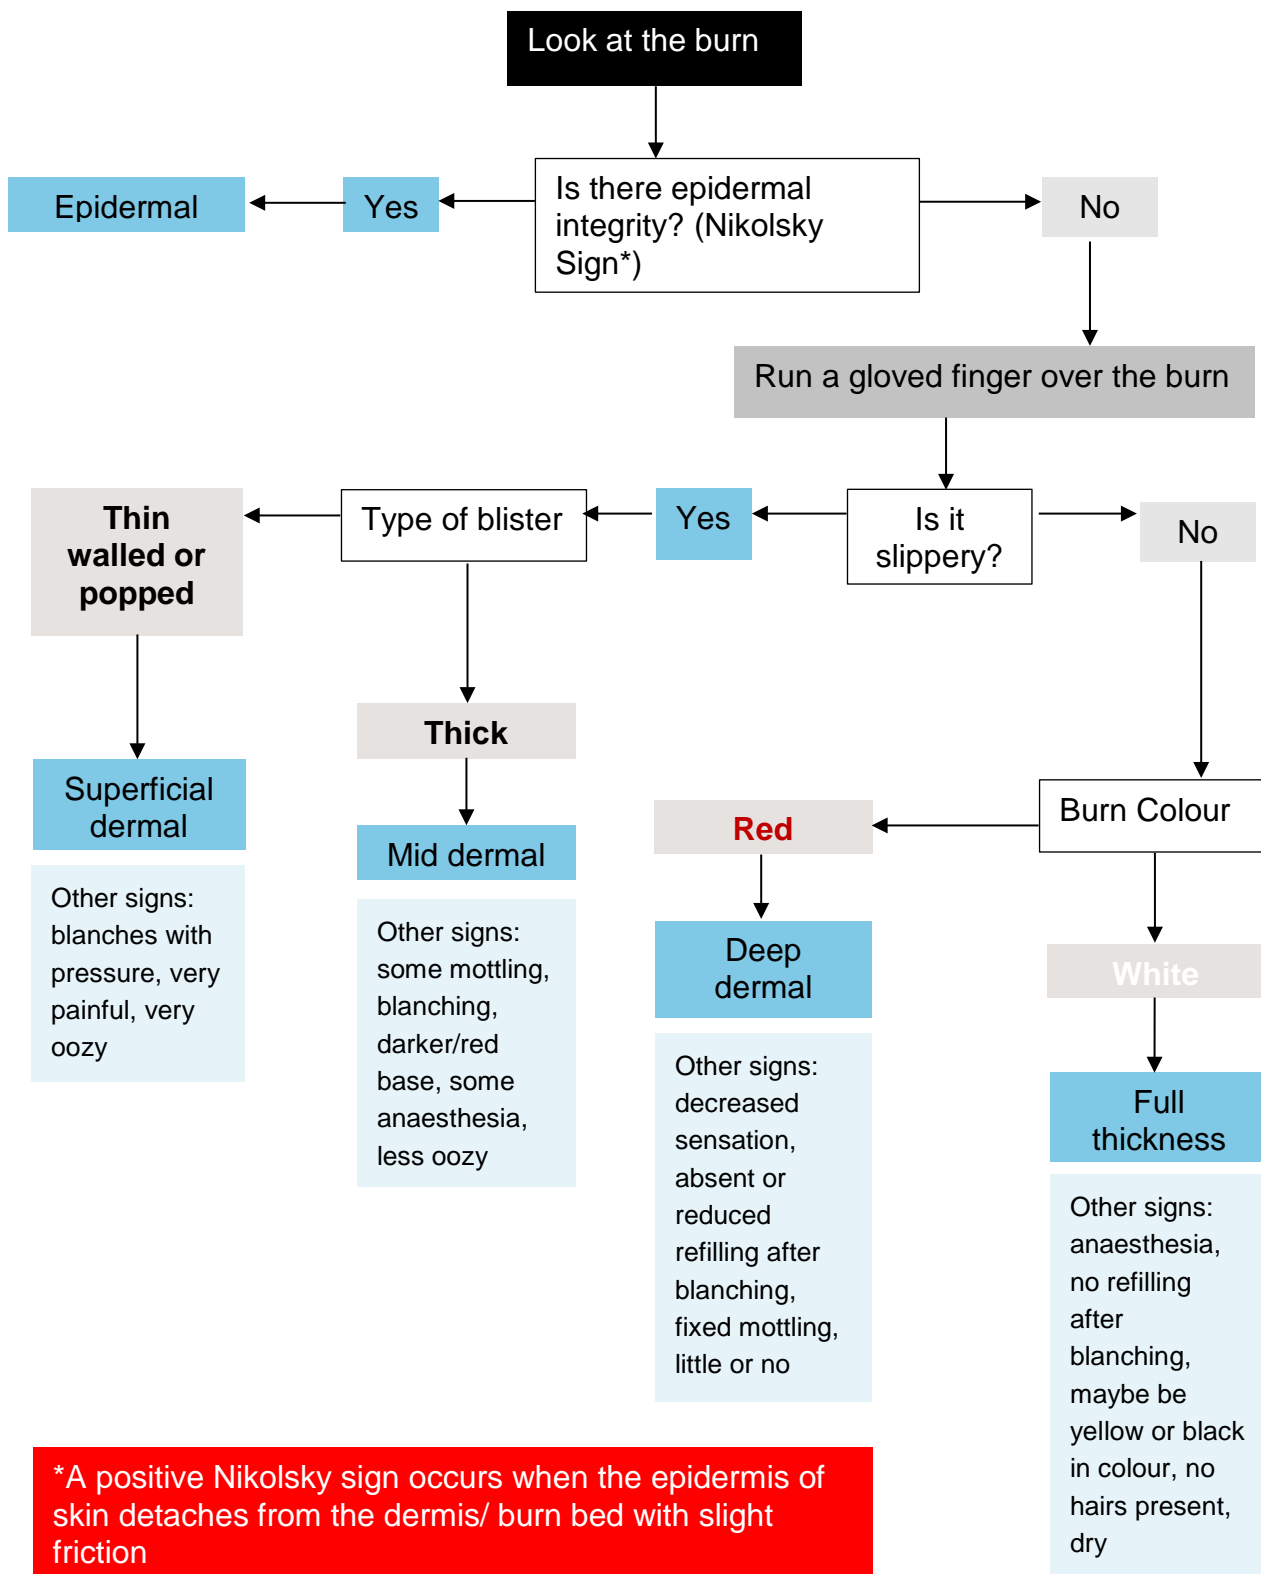 Look at the burn
Is there epidermal
integrity? (Nikolsky
Sign*)
Yes
Epidermal
No
Run a gloved finger over the burn
Is it
slippery?
Yes
Type of blister
Thin
walled or
popped
No
Thick
Superficial
dermal
Other signs:
blanches with
pressure, very
painful, very
oozy
Mid dermal
Other signs:
some mottling,
blanching,
darker/red
base, some
anaesthesia,
less oozy
Burn Colour
Red
Deep
dermal
Other signs:
decreased
sensation,
absent or
reduced
refilling after
blanching,
fixed mottling,
little or no
White
Full
thickness
Other signs:
anaesthesia,
no refilling
after
blanching,
maybe be
yellow or black
in colour, no
hairs present,
dry
*A positive Nikolsky sign occurs when the epidermis of
skin detaches from the dermis/ burn bed with slight
friction